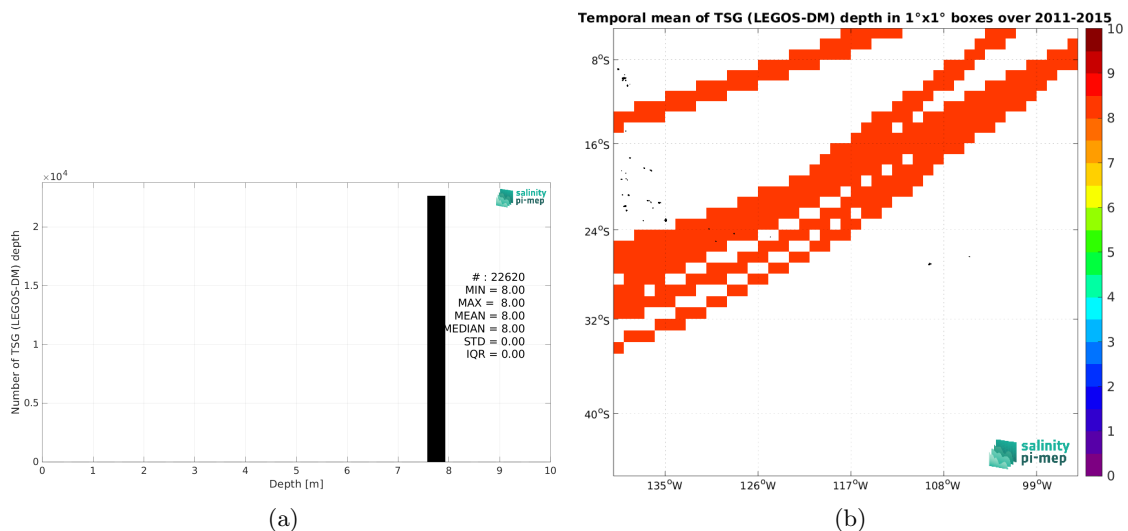 ×10⁴
2
1.5
1
0.5
0
0 1 2 3 4 5 6 7 8 9 10
Number of TSG (LEGOS-DM) depth
Depth [m]
salinity
pi-mep
# : 22620
MIN = 8.00
MAX = 8.00
MEAN = 8.00
MEDIAN = 8.00
STD = 0.00
IQR = 0.00
(a)
Temporal mean of TSG (LEGOS-DM) depth in 1°x1° boxes over 2011-2015
8°S
16°S
24°S
32°S
40°S
135°W 126°W 117°W 108°W 99°W
salinity
pi-mep
10
9
8
7
6
5
4
3
2
1
0
(b)